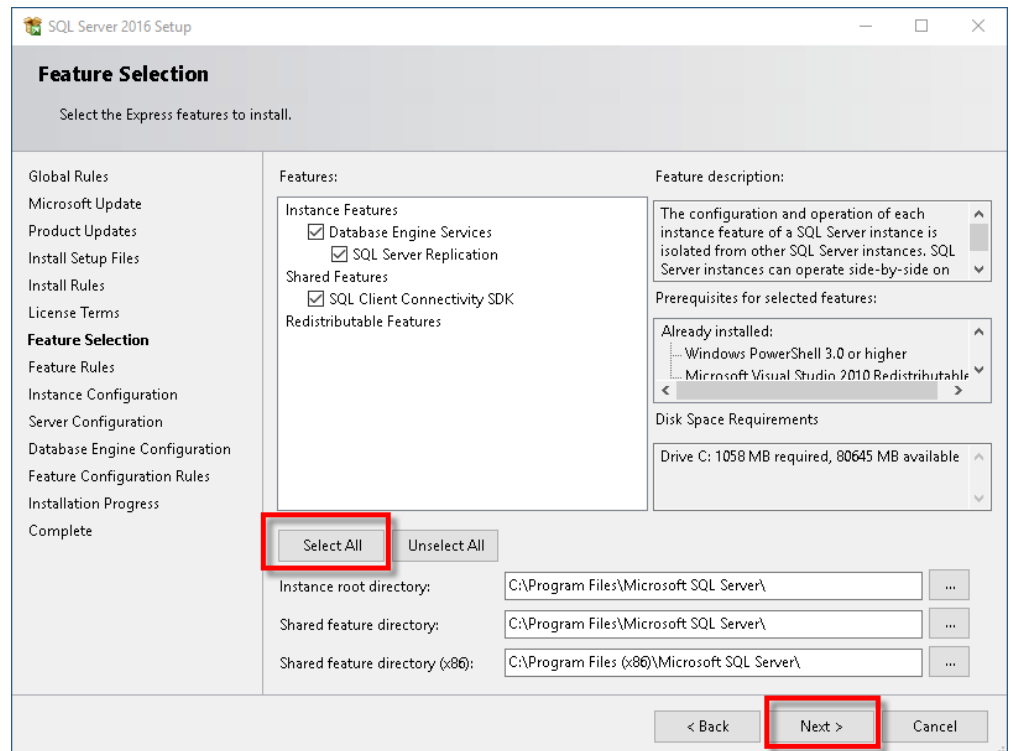 SQL Server 2016 Setup
Feature Selection
Select the Express features to install.
Global Rules
Microsoft Update
Product Updates
Install Setup Files
Install Rules
License Terms
Feature Selection
Feature Rules
Instance Configuration
Server Configuration
Database Engine Configuration
Feature Configuration Rules
Installation Progress
Complete
Features:
Instance Features
Database Engine Services
SQL Server Replication
Shared Features
SQL Client Connectivity SDK
Redistributable Features
Feature description:
The configuration and operation of each
instance feature of a SQL Server instance is
isolated from other SQL Server instances. SQL
Server instances can operate side-by-side on
Prerequisites for selected features:
Already installed:
Windows PowerShell 3.0 or higher
Microsoft Visual Studio 2010 Redistributable
Disk Space Requirements
Drive C: 1058 MB required, 80645 MB available
Select All
Unselect All
Instance root directory:
C:\Program Files\Microsoft SQL Server\
...
Shared feature directory:
C:\Program Files\Microsoft SQL Server\
...
Shared feature directory (x86):
C:\Program Files (x86)\Microsoft SQL Server\
...
< Back
Next >
Cancel